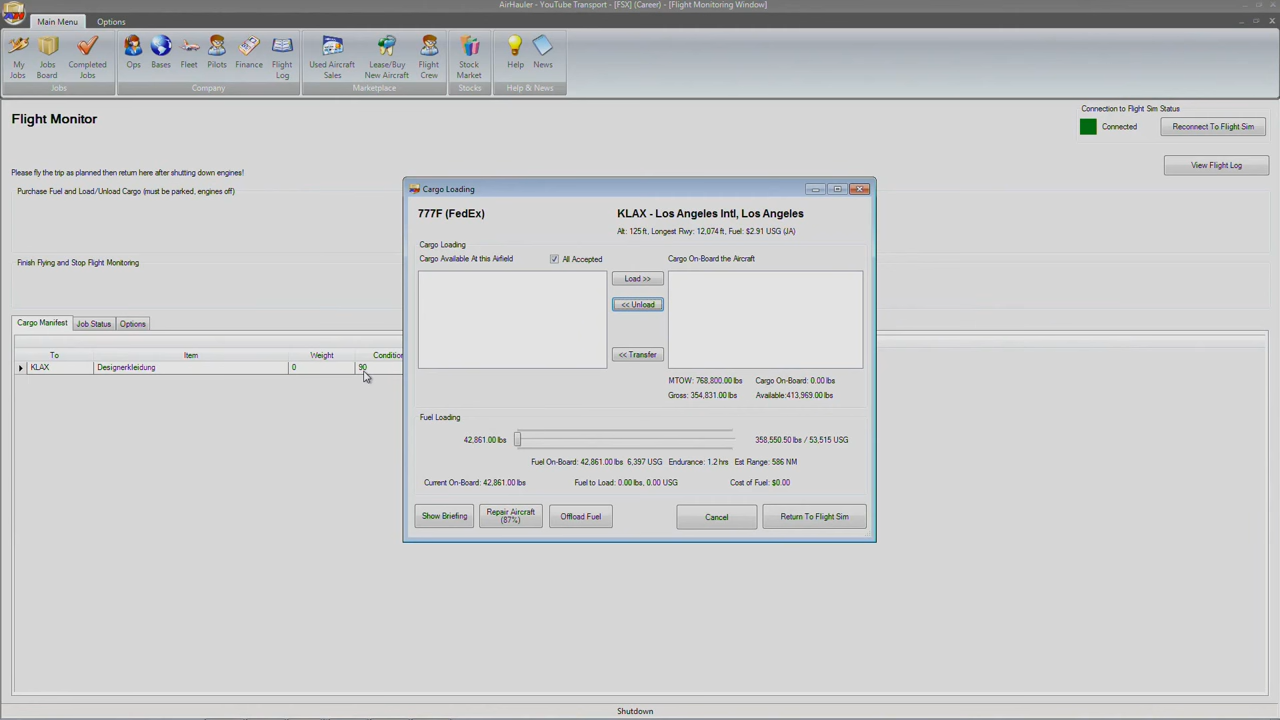 AirHauler - YouTube Transport - [FSX] (Career) - [Flight Monitoring Window]
Main Menu Options
My Jobs
Jobs Board
Completed Jobs
Ops
Bases
Fleet
Pilots
Finance
Flight Log
Used Aircraft Sales
Lease/Buy New Aircraft
Flight Crew
Stock Market
Help
News
Jobs Company Marketplace Stocks Help & News
Flight Monitor
Connection to Flight Sim Status
Connected
Reconnect To Flight Sim
View Flight Log
Please fly the trip as planned then return here after shutting down engines!
Purchase Fuel and Load/Unload Cargo (must be parked, engines off)
Finish Flying and Stop Flight Monitoring
Cargo Manifest Job Status Options
To Item Weight Condition
KLAX Designerkleidung 0 90
Cargo Loading
777F (FedEx) KLAX - Los Angeles Intl, Los Angeles
Alt: 125 ft, Longest Rwy: 12,074 ft, Fuel: $2.91 USG (JA)
Cargo Loading
Cargo Available At this Airfield All Accepted Cargo On-Board the Aircraft
Load >>
<< Unload
<< Transfer
MTOW: 768,800.00 lbs Cargo On-Board: 0.00 lbs
Gross: 354,831.00 lbs Available:413,969.00 lbs
Fuel Loading
42,861.00 lbs 358,550.50 lbs / 53,515 USG
Fuel On-Board: 42,861.00 lbs 6,397 USG Endurance: 1.2 hrs Est Range: 586 NM
Current On-Board: 42,861.00 lbs Fuel to Load: 0.00 lbs, 0.00 USG Cost of Fuel: $0.00
Show Briefing
Repair Aircraft (87%)
Offload Fuel
Cancel
Return To Flight Sim
Shutdown